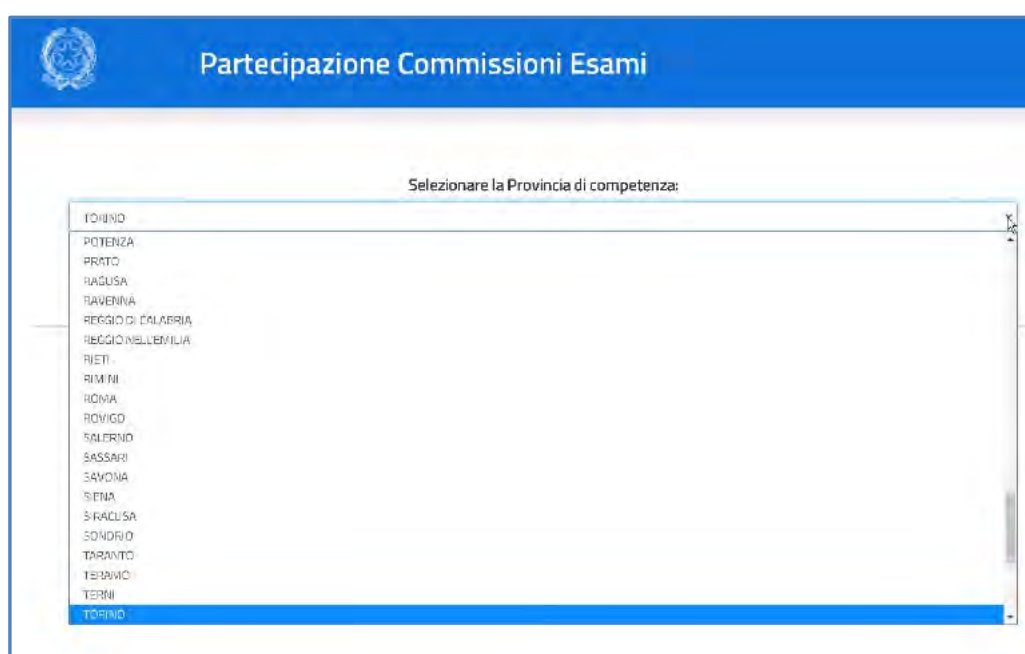 Partecipazione Commissioni Esami
Selezionare la Provincia di competenza:
TORINO
POTENZA
PRATO
RAGUSA
RAVENNA
REGGIO DI CALABRIA
REGGIO NELL'EMILIA
RIETI
RIMINI
ROMA
ROVIGO
SALERNO
SASSARI
SAVONA
SIENA
SIRACUSA
SONDRIO
TARANTO
TERAMO
TERNI
TORINO